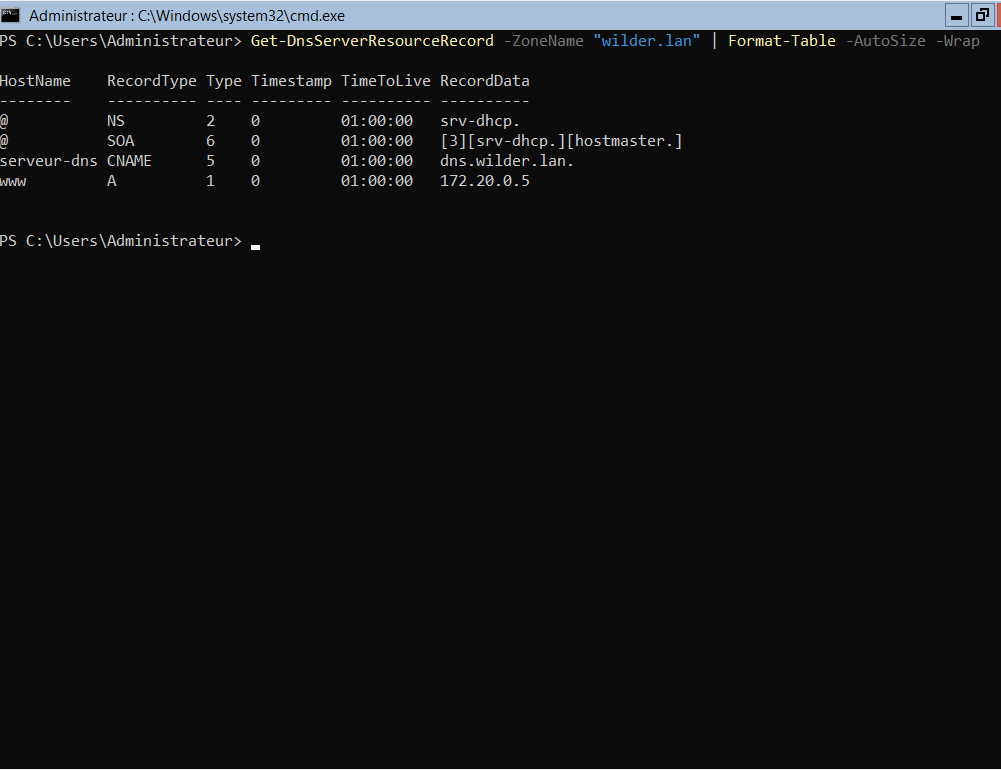 Administrateur : C:\Windows\system32\cmd.exe
PS C:\Users\Administrateur> Get-DnsServerResourceRecord -ZoneName "wilder.lan" | Format-Table -AutoSize -Wrap
HostName    RecordType Type Timestamp TimeToLive RecordData
--------    ---------- ---- --------- ---------- ----------
@           NS         2    0         01:00:00   srv-dhcp.
@           SOA        6    0         01:00:00   [3][srv-dhcp.][hostmaster.]
serveur-dns CNAME      5    0         01:00:00   dns.wilder.lan.
www         A          1    0         01:00:00   172.20.0.5
PS C:\Users\Administrateur>